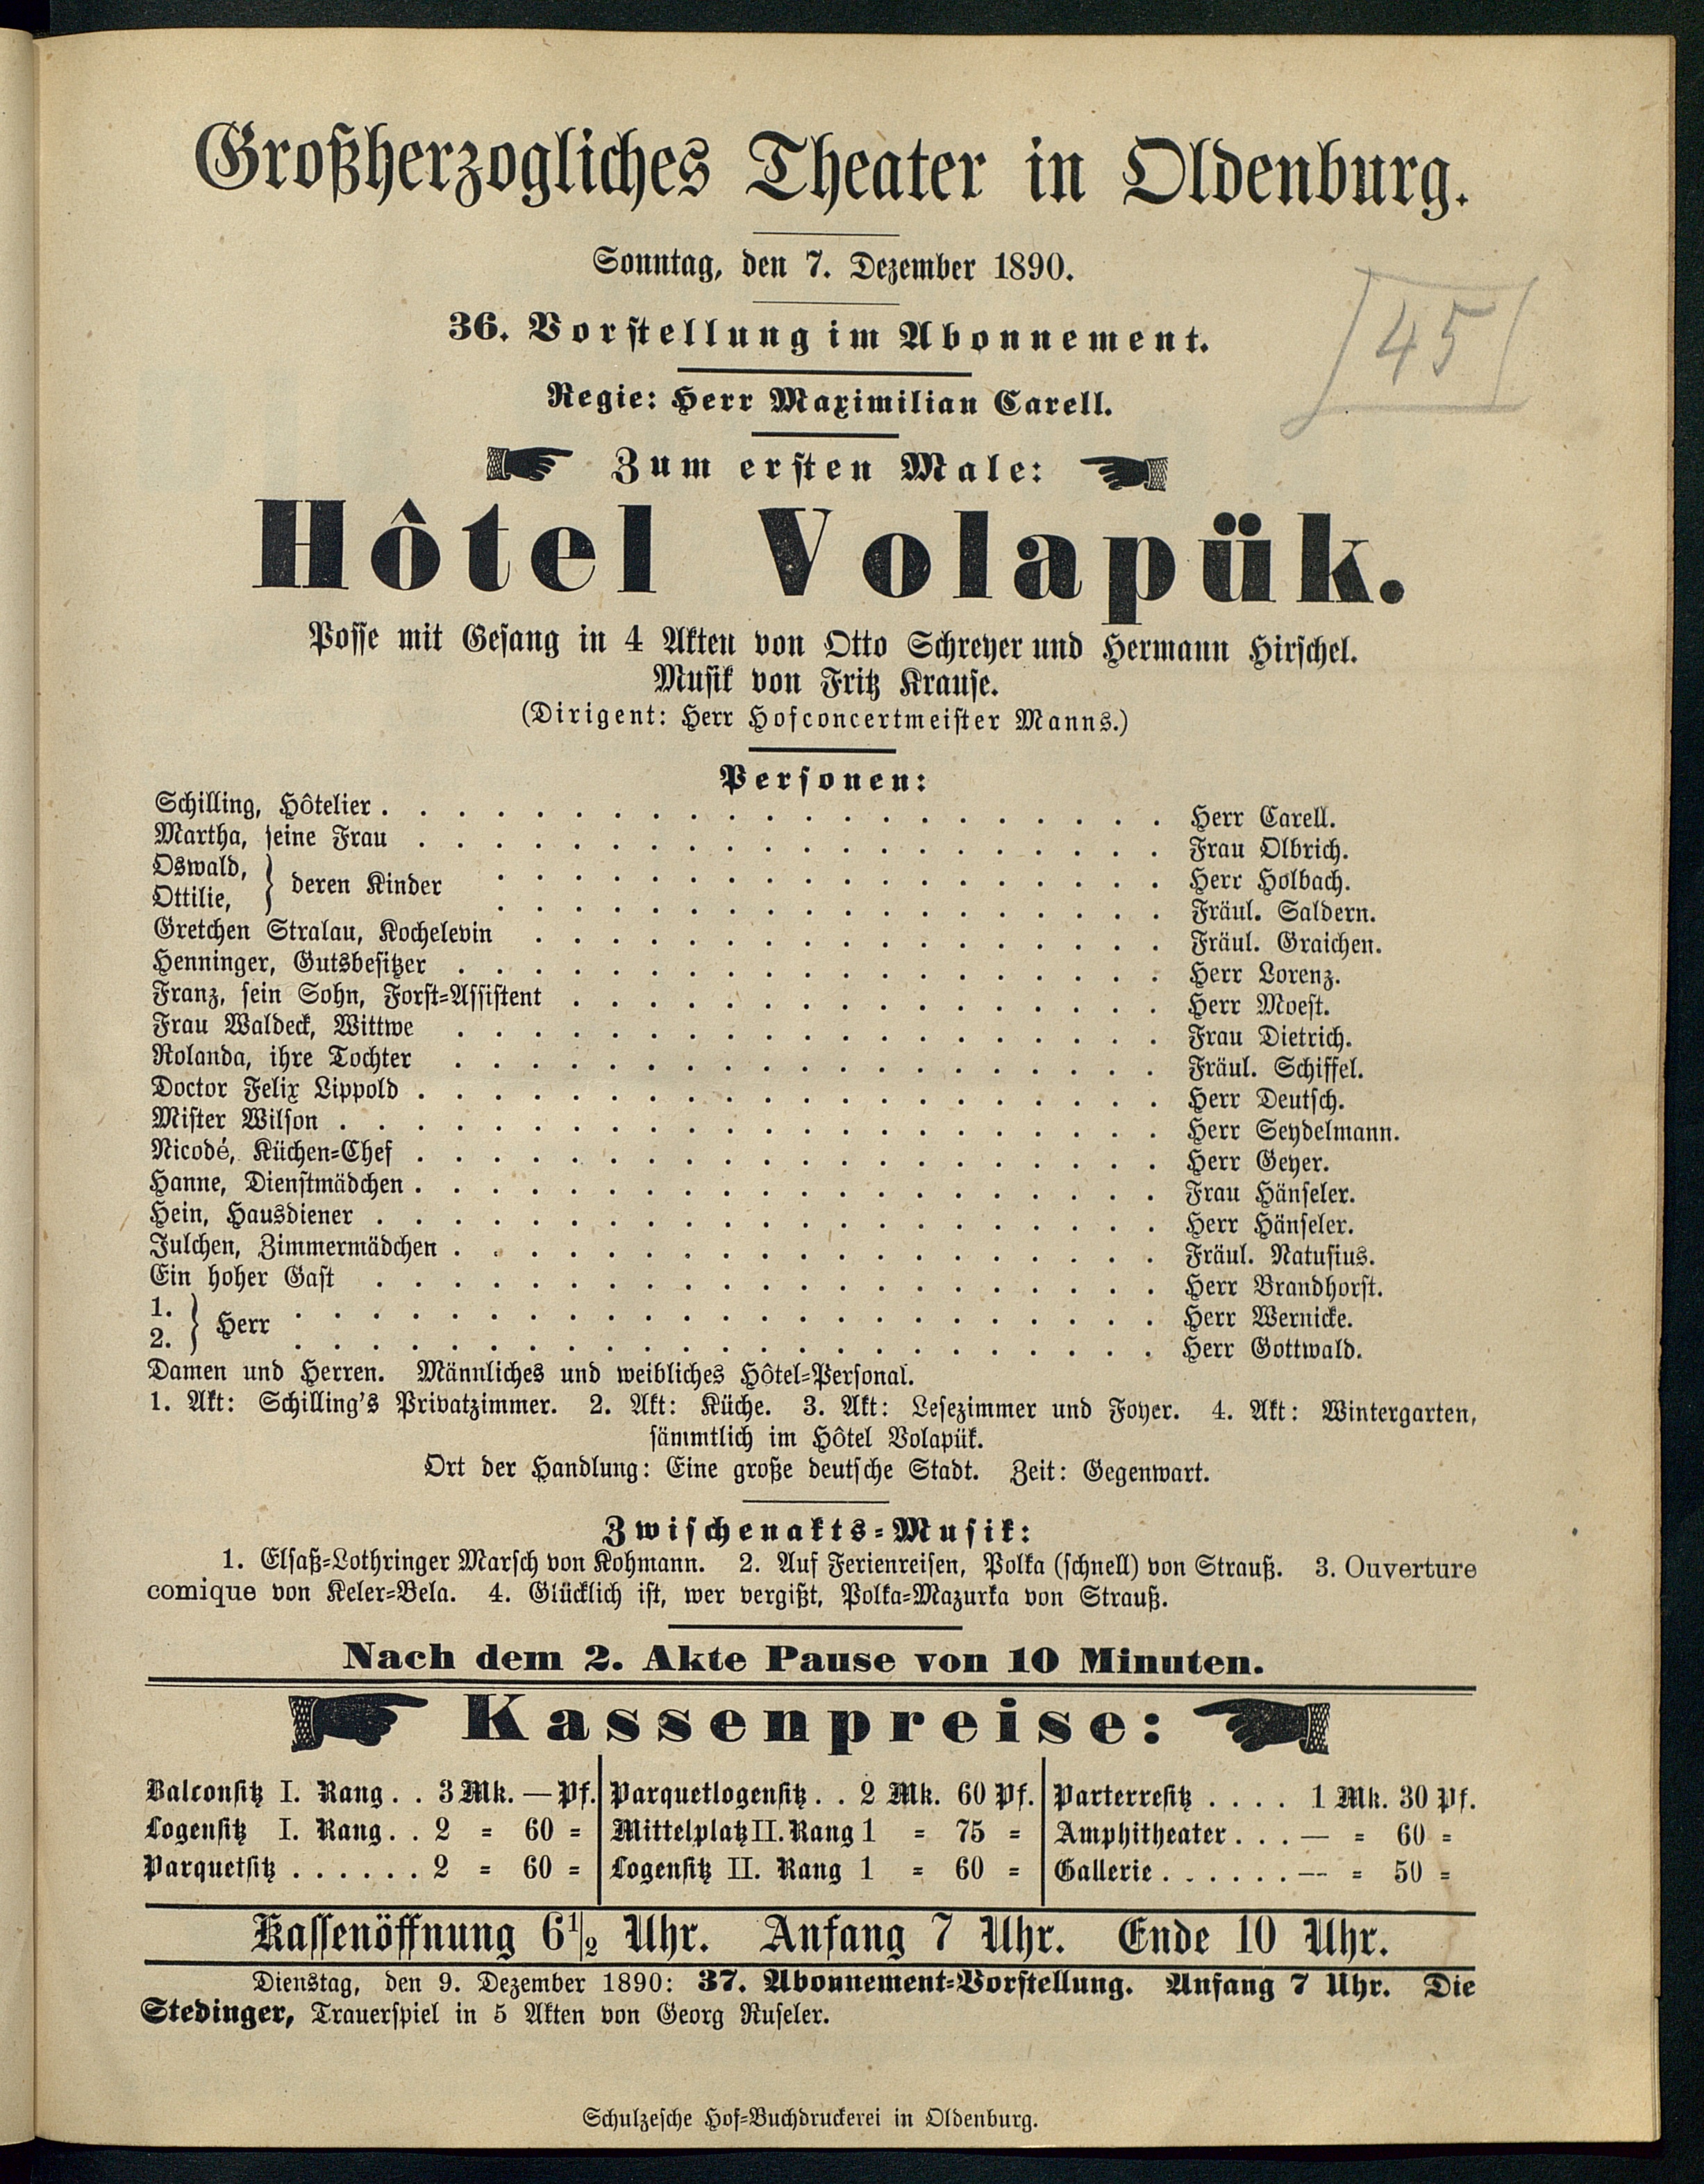 Großherzogliches Theater in Oldenburg.
Sonntag, den 7. Dezember 1890.
36. Vorstellung im Abonnement.
45
Regie: Herr Maximilian Carell.
Zum ersten Male:
Hôtel Volapük.
Posse mit Gesang in 4 Akten von Otto Schreyer und Hermann Hirschel.
Musik von Fritz Krause.
(Dirigent: Herr Hofconcertmeister Manns.)
Personen:
Schilling, Hôtelier . . . . . . . . . . . . . . . . . . . . . Herr Carell.
Martha, seine Frau . . . . . . . . . . . . . . . . . . . . Frau Olbrich.
Oswald, } deren Kinder . . . . . . . . . . . . . . . . . . Herr Holbach.
Ottilie, } . . . . . . . . . . . . . . . . . . Fräul. Saldern.
Gretchen Stralau, Kochelevin . . . . . . . . . . . . . . . . . Fräul. Graichen.
Henninger, Gutsbesitzer . . . . . . . . . . . . . . . . . . . Herr Lorenz.
Franz, sein Sohn, Forst=Assistent . . . . . . . . . . . . . . . . Herr Moest.
Frau Waldeck, Wittwe . . . . . . . . . . . . . . . . . . . Frau Dietrich.
Rolanda, ihre Tochter . . . . . . . . . . . . . . . . . . . Fräul. Schiffel.
Doctor Felix Lippold . . . . . . . . . . . . . . . . . . . . Herr Deutsch.
Mister Wilson . . . . . . . . . . . . . . . . . . . . . . Herr Seydelmann.
Nicodé, Küchen=Chef . . . . . . . . . . . . . . . . . . . . Herr Geyer.
Hanne, Dienstmädchen . . . . . . . . . . . . . . . . . . . . Frau Hänseler.
Hein, Hausdiener . . . . . . . . . . . . . . . . . . . . . Herr Hänseler.
Julchen, Zimmermädchen . . . . . . . . . . . . . . . . . . . Fräul. Natusius.
Ein hoher Gast . . . . . . . . . . . . . . . . . . . . . Herr Brandhorst.
1. } Herr . . . . . . . . . . . . . . . . . . . . . . . Herr Wernicke.
2. } . . . . . . . . . . . . . . . . . . . . . . . Herr Gottwald.
Damen und Herren. Männliches und weibliches Hôtel=Personal.
1. Akt: Schilling's Privatzimmer. 2. Akt: Küche. 3. Akt: Lesezimmer und Foyer. 4. Akt: Wintergarten,
sämmtlich im Hôtel Volapük.
Ort der Handlung: Eine große deutsche Stadt. Zeit: Gegenwart.
Zwischenakts=Musik:
1. Elsaß=Lothringer Marsch von Kohmann. 2. Auf Ferienreisen, Polka (schnell) von Strauß. 3. Ouverture
comique von Keler=Bela. 4. Glücklich ist, wer vergißt, Polka=Mazurka von Strauß.
Nach dem 2. Akte Pause von 10 Minuten.
Kassenpreise:
Balconsitz I. Rang . . 3 Mk. — Pf. Parquetlogensitz . . 2 Mk. 60 Pf. Parterresitz . . . . 1 Mk. 30 Pf.
Logensitz I. Rang . . 2 = 60 = Mittelplatz II. Rang 1 = 75 = Amphitheater . . . — = 60 =
Parquetsitz . . . . . . 2 = 60 = Logensitz II. Rang 1 = 60 = Gallerie . . . . . . — = 50 =
Kassenöffnung 6½ Uhr. Anfang 7 Uhr. Ende 10 Uhr.
Dienstag, den 9. Dezember 1890: 37. Abonnement=Vorstellung. Anfang 7 Uhr. Die
Stedinger, Trauerspiel in 5 Akten von Georg Ruseler.
Schulzesche Hof=Buchdruckerei in Oldenburg.